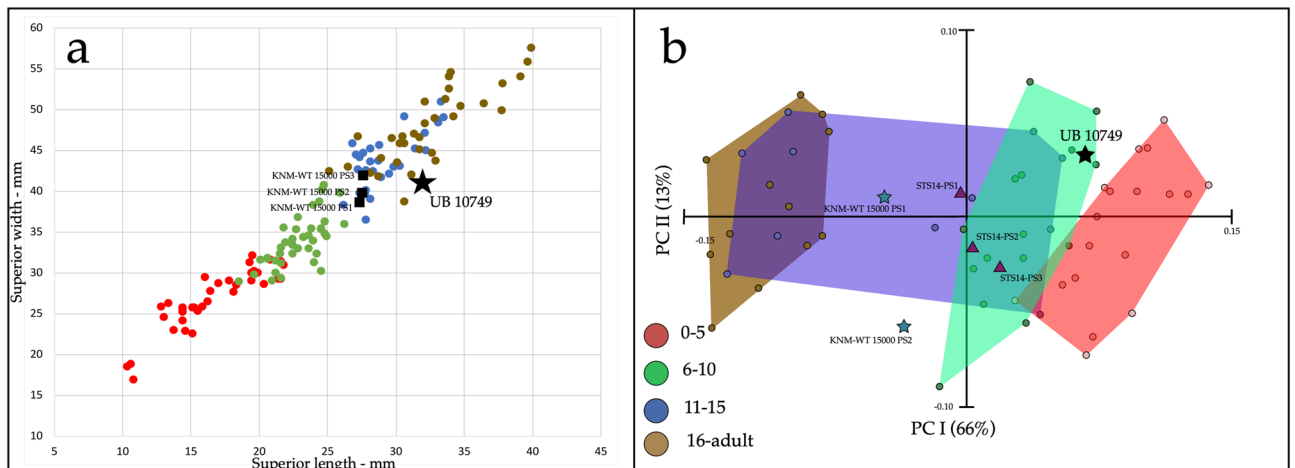 a
60
55
50
45
40
35
30
25
20
15
10
Superior width - mm
KNM-WT 15000 PS3
KNM-WT 15000 PS2
KNM-WT 15000 PS1
UB 10749
5
10
15
20
25
30
35
40
45
Superior length - mm
b
0.10
UB 10749
STS14-PS1
KNM-WT 15000 PS1
PC II (13%)
-0.15
0.15
STS14-PS2
STS14-PS3
KNM-WT 15000 PS2
0-5
6-10
11-15
16-adult
-0.10
PC I (66%)